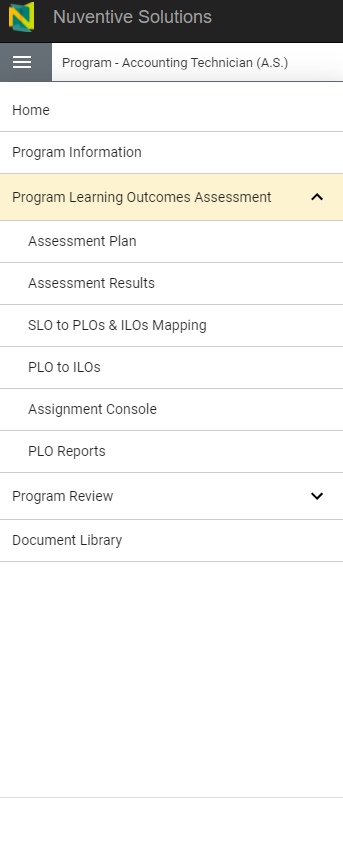 Nuventive Solutions
Program - Accounting Technician (A.S.)
Home
Program Information
Program Learning Outcomes Assessment
Assessment Plan
Assessment Results
SLO to PLOs & ILOs Mapping
PLO to ILOs
Assignment Console
PLO Reports
Program Review
Document Library